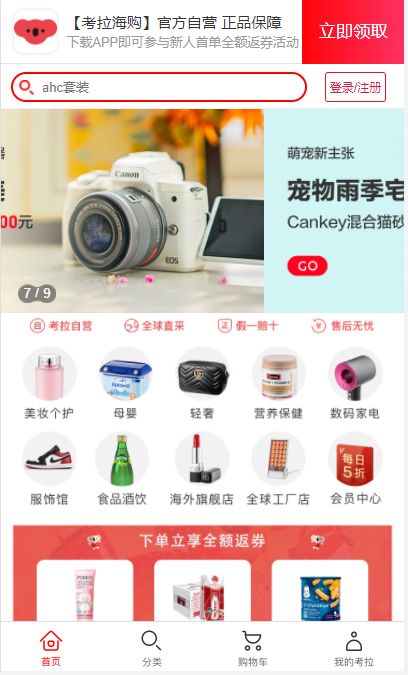 【考拉海购】官方自营 正品保障
下载APP即可参与新人首单全额返券活动
立即领取
ahc套装
登录/注册
Canon
EOS
00元
7 / 9
萌宠新主张
宠物雨季宅
Cankey混合猫砂
GO
考拉自营
全球直采
假一赔十
售后无忧
美妆个护
母婴
轻奢
营养保健
数码家电
每日
5折
服饰馆
食品酒饮
海外旗舰店
全球工厂店
会员中心
下单立享全额返券
POND'S
Gerber
首页
分类
购物车
我的考拉